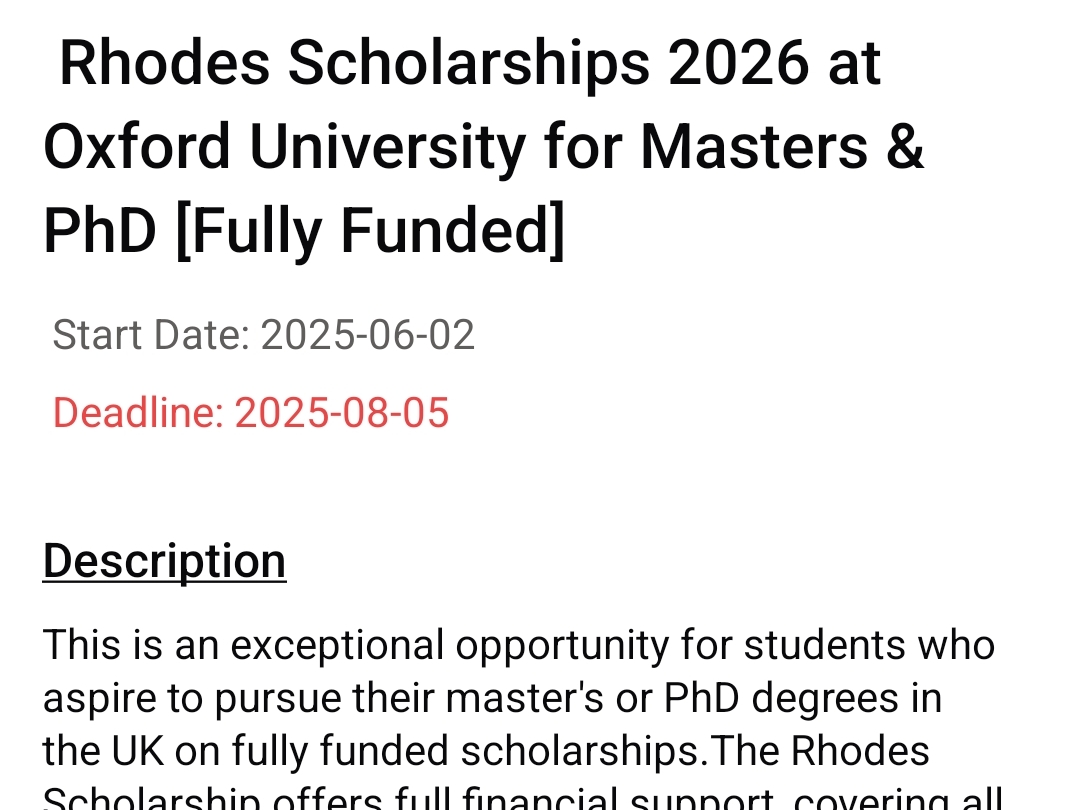 Rhodes Scholarships 2026 at
Oxford University for Masters &
PhD [Fully Funded]
Start Date: 2025-06-02
Deadline: 2025-08-05
Description
This is an exceptional opportunity for students who
aspire to pursue their master's or PhD degrees in
the UK on fully funded scholarships.The Rhodes
Scholarship offers full financial support, covering all